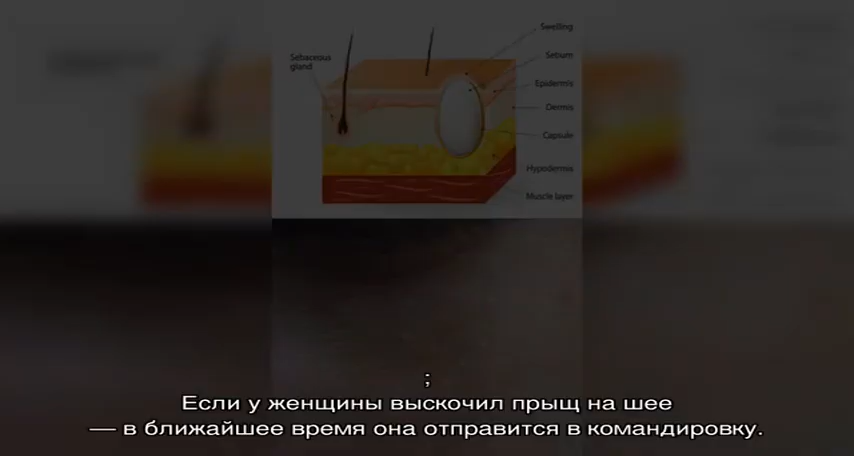 Swelling
Sebaceous
gland
Sebum
Epidermis
Dermis
Capsule
Hypodermis
Muscle layer
;
Если у женщины выскочил прыщ на шее
— в ближайшее время она отправится в командировку.